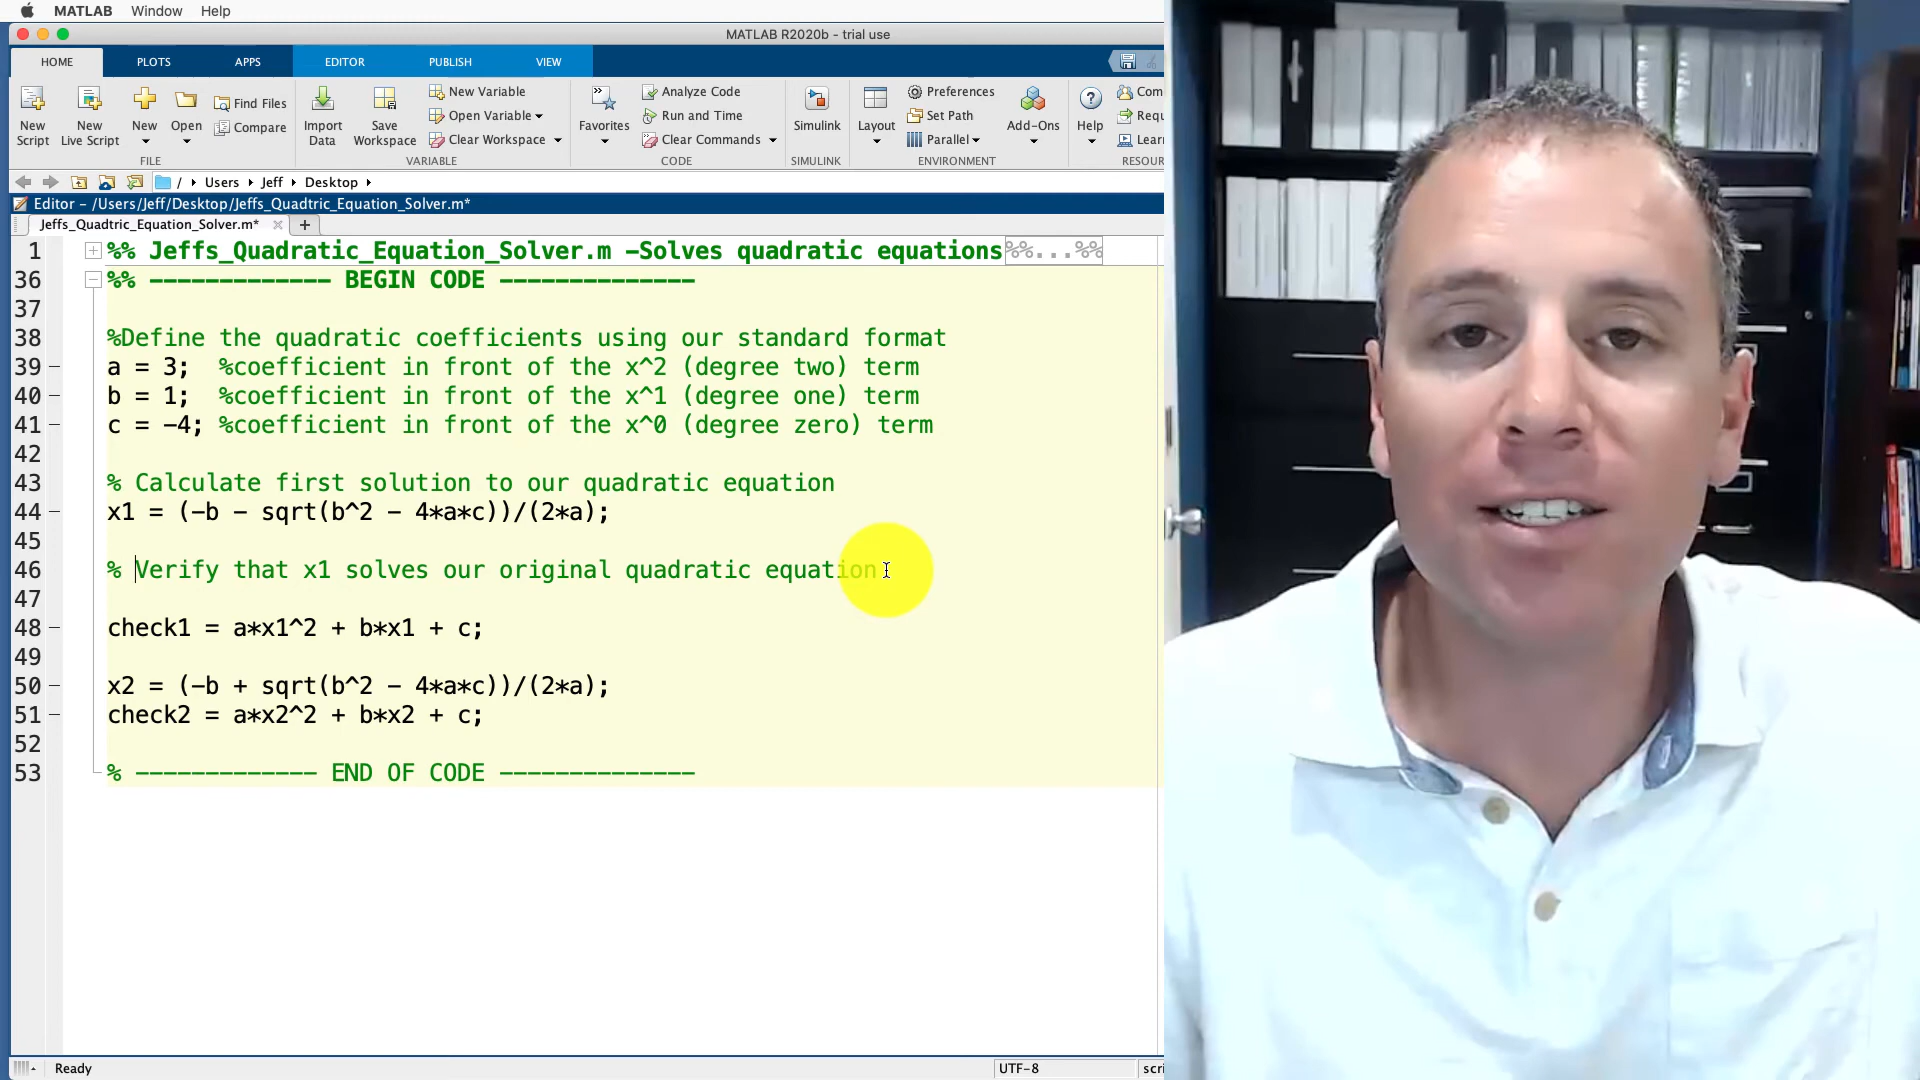 MATLAB Window Help
MATLAB R2020b - trial use
HOME PLOTS APPS EDITOR PUBLISH VIEW
New Script
New Live Script
New
Open
Find Files
Compare
FILE
Import Data
Save Workspace
New Variable
Open Variable
Clear Workspace
VARIABLE
Favorites
Analyze Code
Run and Time
Clear Commands
CODE
Simulink
SIMULINK
Layout
Preferences
Set Path
Parallel
ENVIRONMENT
Add-Ons
Help
Com
Requ
Learn
RESOUR
/ Users Jeff Desktop
Editor - /Users/Jeff/Desktop/Jeffs_Quadtric_Equation_Solver.m*
Jeffs_Quadtric_Equation_Solver.m*
1 %% Jeffs_Quadratic_Equation_Solver.m -Solves quadratic equations%%...%%
36 %% ------------- BEGIN CODE --------------
37
38 %Define the quadratic coefficients using our standard format
39 a = 3; %coefficient in front of the x^2 (degree two) term
40 b = 1; %coefficient in front of the x^1 (degree one) term
41 c = -4; %coefficient in front of the x^0 (degree zero) term
42
43 % Calculate first solution to our quadratic equation
44 x1 = (-b - sqrt(b^2 - 4*a*c))/(2*a);
45
46 % Verify that x1 solves our original quadratic equation
47
48 check1 = a*x1^2 + b*x1 + c;
49
50 x2 = (-b + sqrt(b^2 - 4*a*c))/(2*a);
51 check2 = a*x2^2 + b*x2 + c;
52
53 % ------------- END OF CODE --------------
Ready UTF-8 scri